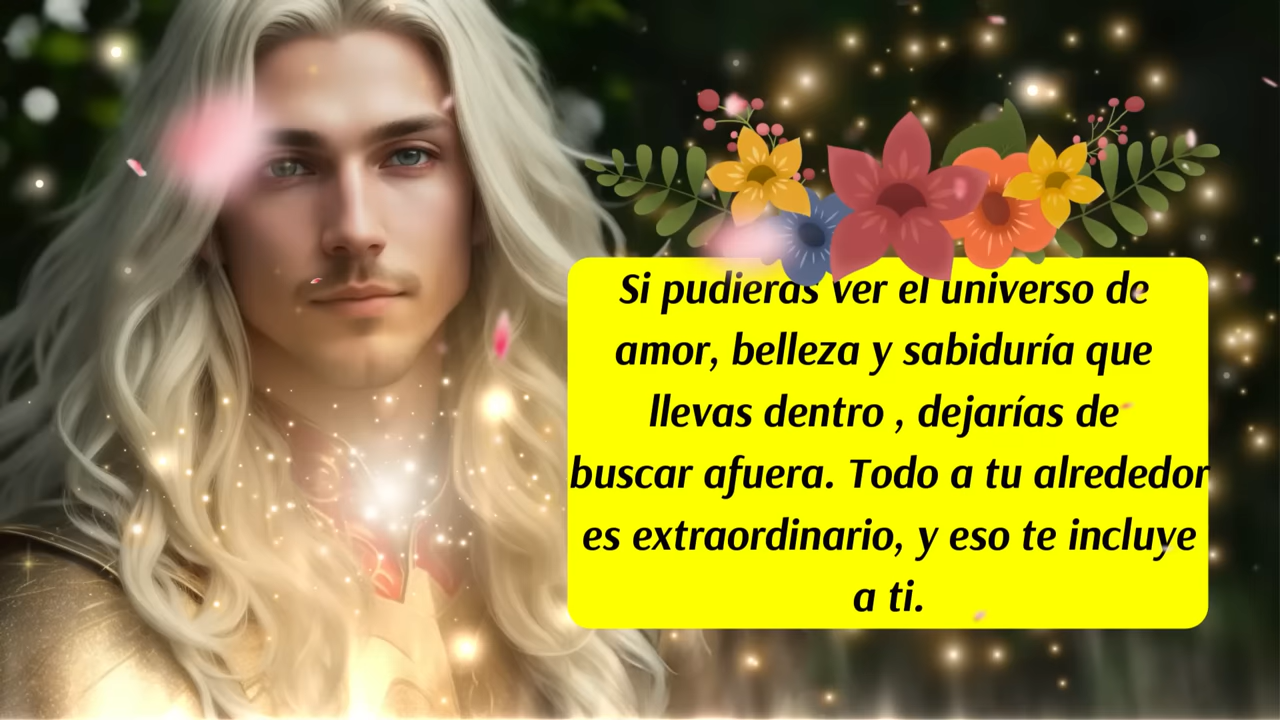 Si pudieras ver el universo de
amor, belleza y sabiduría que
llevas dentro , dejarías de
buscar afuera. Todo a tu alrededor
es extraordinario, y eso te incluye
a ti.